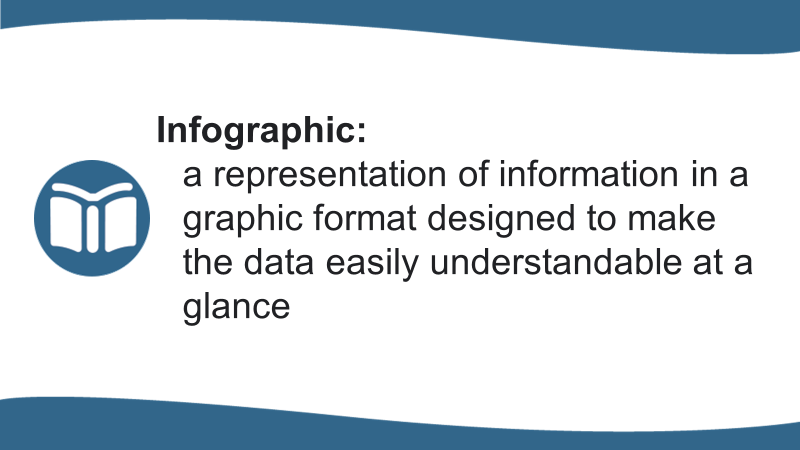 Infographic:
a representation of information in a
graphic format designed to make
the data easily understandable at a
glance